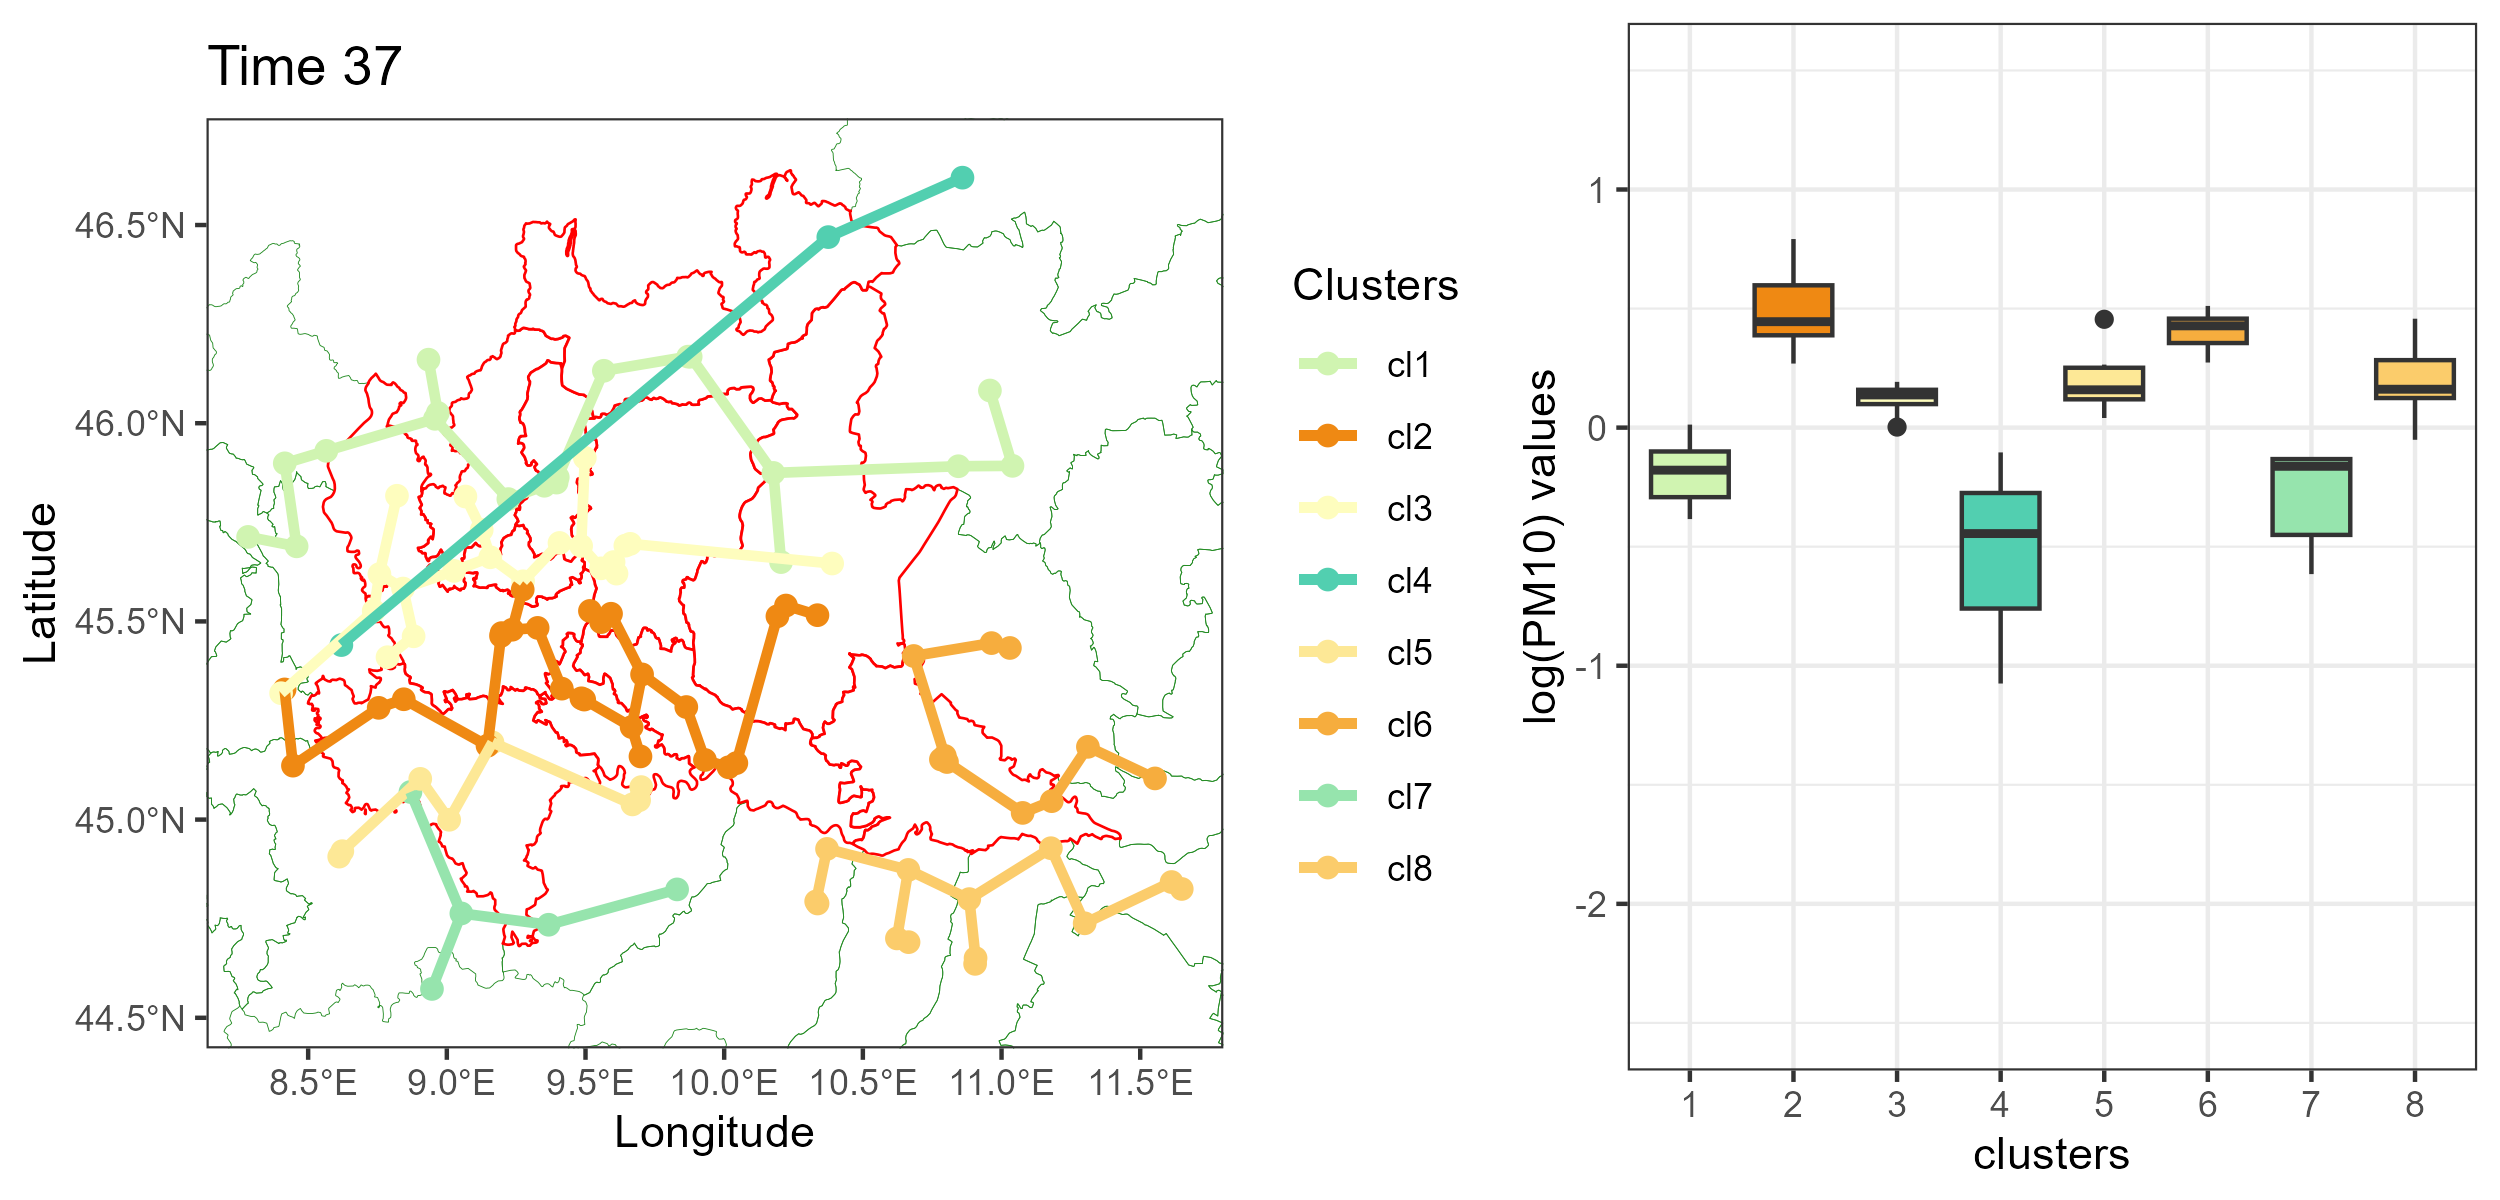 Time 37
46.5°N
46.0°N
45.5°N
45.0°N
44.5°N
Latitude
8.5°E 9.0°E 9.5°E 10.0°E 10.5°E 11.0°E 11.5°E
Longitude
Clusters
cl1
cl2
cl3
cl4
cl5
cl6
cl7
cl8
log(PM10) values
1
0
-1
-2
1 2 3 4 5 6 7 8
clusters